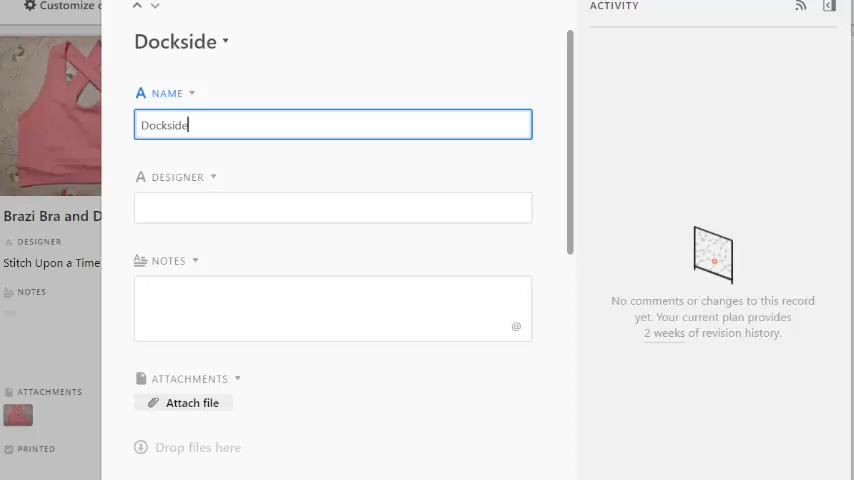 Customize c
ACTIVITY
Dockside
A NAME
Dockside
A DESIGNER
NOTES
@
ATTACHMENTS
Attach file
Drop files here
Brazi Bra and D
A DESIGNER
Stitch Upon a Time
NOTES
ATTACHMENTS
PRINTED
No comments or changes to this record
yet. Your current plan provides
2 weeks of revision history.